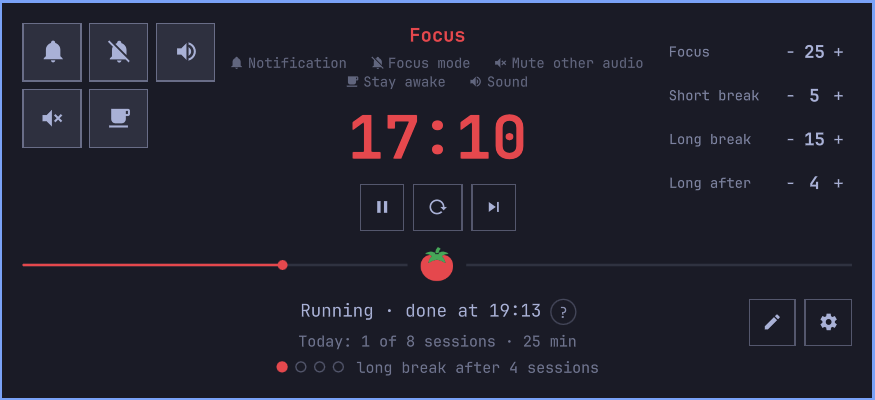 Focus
Notification Focus mode Mute other audio
Stay awake Sound
17:10
Focus - 25 +
Short break - 5 +
Long break - 15 +
Long after - 4 +
Running · done at 19:13 ?
Today: 1 of 8 sessions · 25 min
long break after 4 sessions